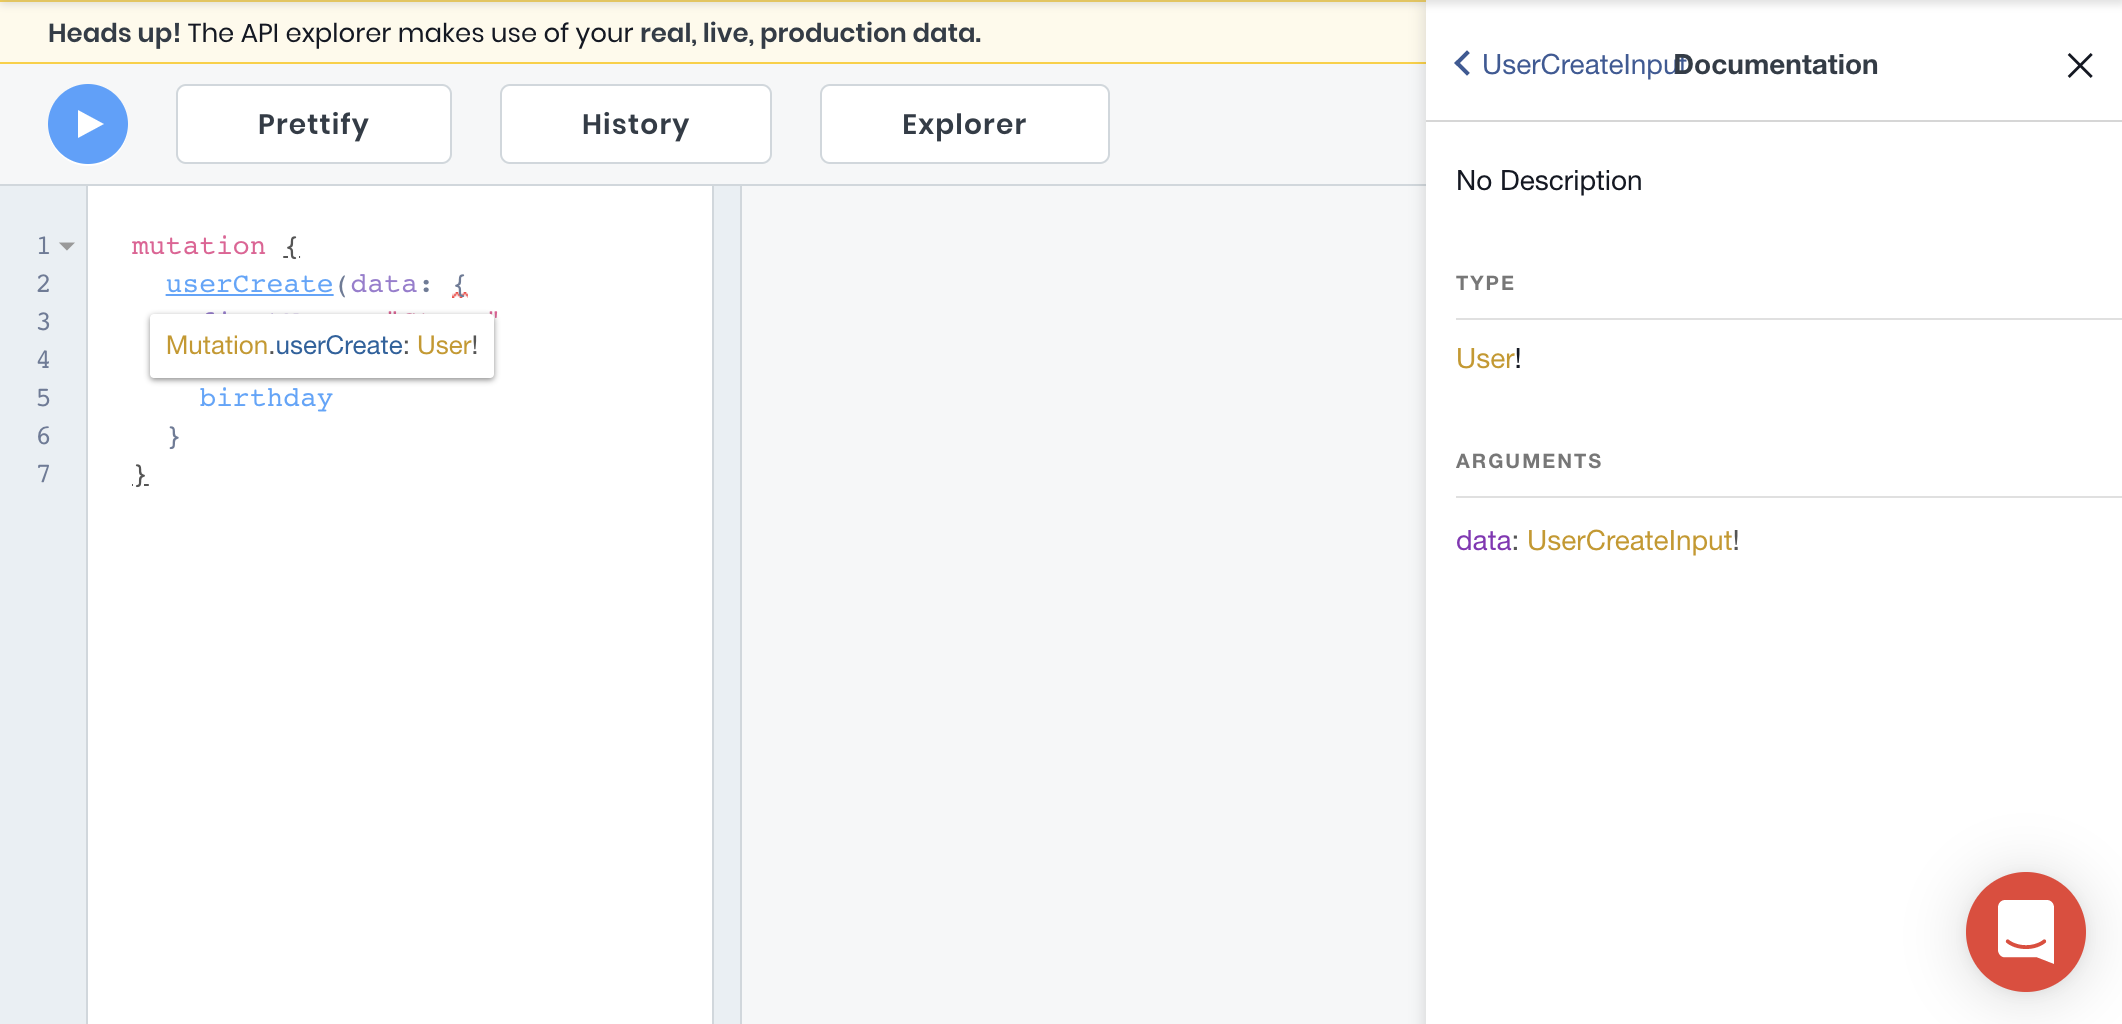 Heads up! The API explorer makes use of your real, live, production data.
Prettify
History
Explorer
1 mutation {
2 userCreate(data: {
3
Mutation.userCreate: User!
4
5 birthday
6 }
7 }
UserCreateInput
Documentation
No Description
TYPE
User!
ARGUMENTS
data: UserCreateInput!